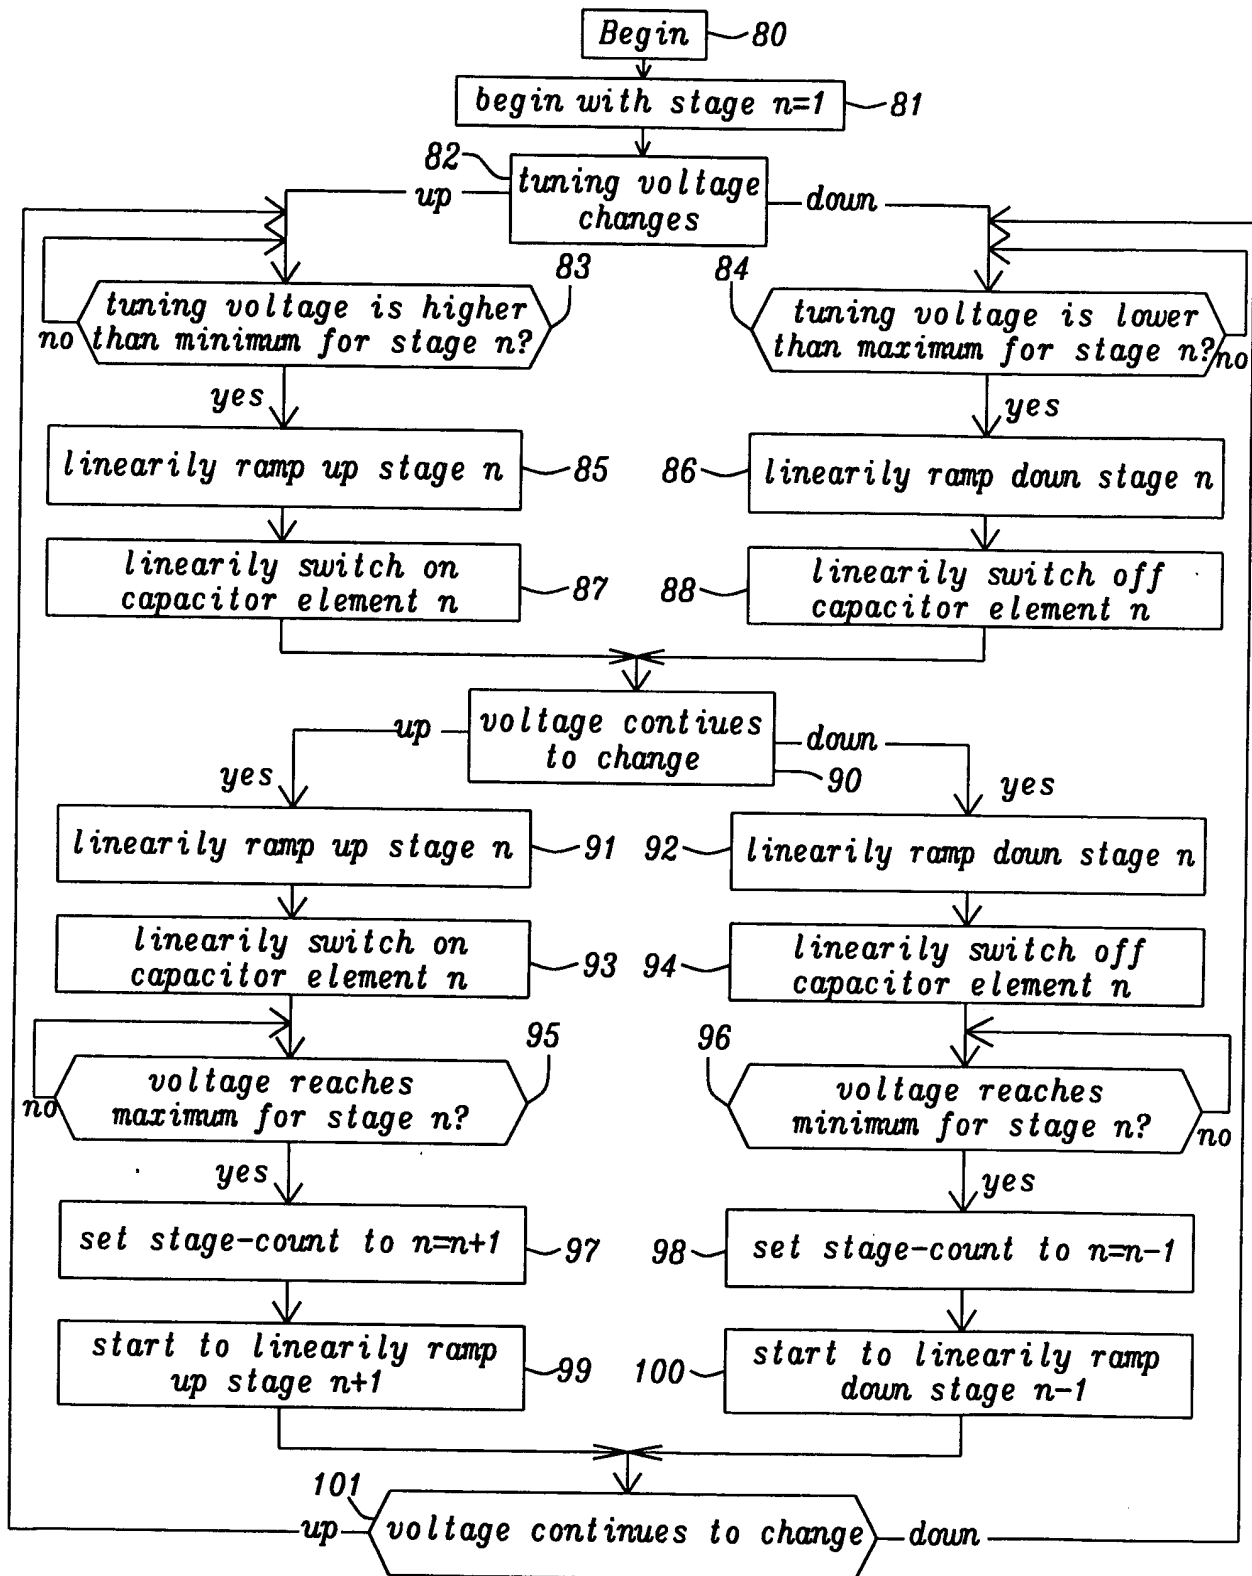 Begin
80
begin with stage n=1
81
82
tuning voltage
changes
up
down
83
84
tuning voltage is higher
than minimum for stage n?
no
tuning voltage is lower
than maximum for stage n?
no
yes
yes
linearily ramp up stage n
85
86
linearily ramp down stage n
linearily switch on
capacitor element n
87
88
linearily switch off
capacitor element n
voltage contiues
to change
up
down
90
yes
yes
linearily ramp up stage n
91
92
linearily ramp down stage n
linearily switch on
capacitor element n
93
94
linearily switch off
capacitor element n
95
96
voltage reaches
maximum for stage n?
no
voltage reaches
minimum for stage n?
no
yes
yes
set stage-count to n=n+1
97
98
set stage-count to n=n-1
start to linearily ramp
up stage n+1
99
100
start to linearily ramp
down stage n-1
101
up
voltage continues to change
down